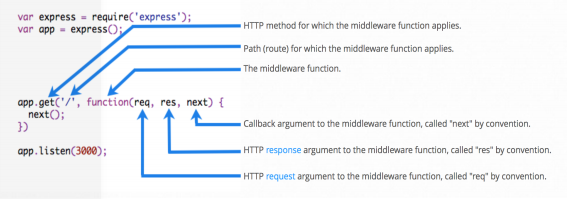 var express = require('express');
var app = express();
HTTP method for which the middleware function applies.
Path (route) for which the middleware function applies.
The middleware function.
app.get('/', function(req, res, next) {
next();
})
Callback argument to the middleware function, called "next" by convention.
app.listen(3000);
HTTP response argument to the middleware function, called "res" by convention.
HTTP request argument to the middleware function, called "req" by convention.